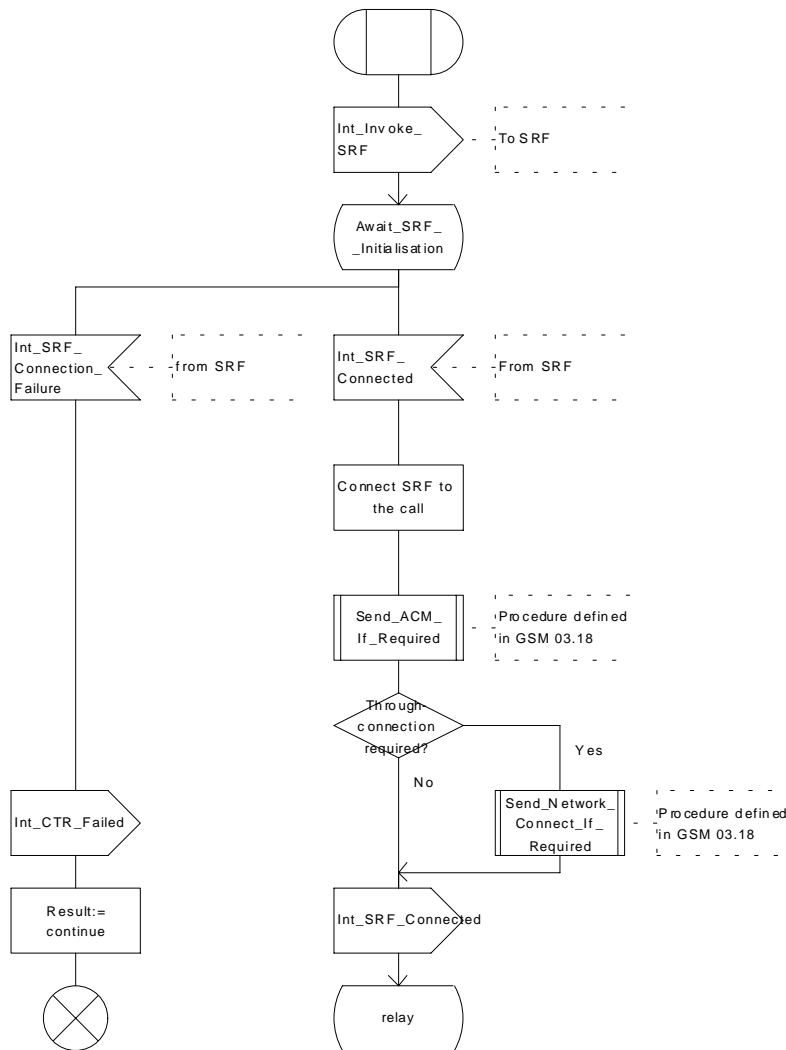 Int_Invoke_
SRF
To SRF
Await_SRF_
_Initialisation
Int_SRF_
Connection_
Failure
from SRF
Int_SRF_
Connected
From SRF
Connect SRF to
the call
Send_ACM_
If_Required
Procedure defined
in GSM 03.18
Through-
connection
required?
Yes
No
Int_CTR_Failed
Send_Network_
Connect_If_
Required
Procedure defined
in GSM 03.18
Result:=
continue
Int_SRF_Connected
relay